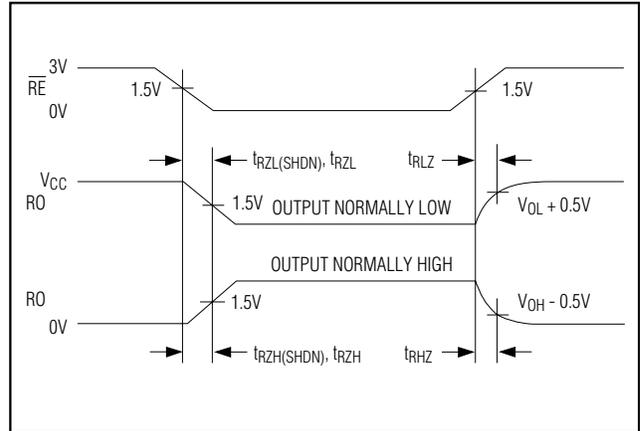 3V
RE
1.5V
1.5V
0V
tRZL(SHDN), tRZL
tRLZ
VCC
RO
1.5V
OUTPUT NORMALLY LOW
VOL + 0.5V
OUTPUT NORMALLY HIGH
RO
1.5V
VOH - 0.5V
0V
tRZH(SHDN), tRZH
tRHZ